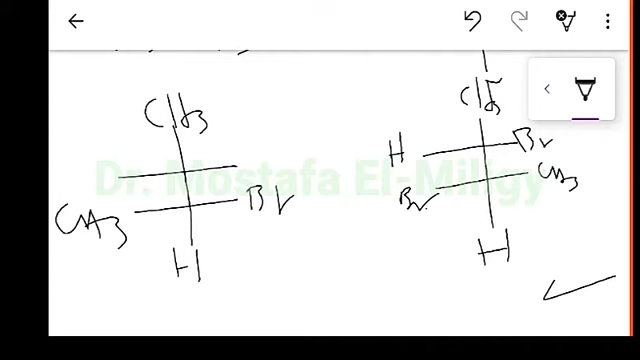 CH3
CH3
H Br
Dr. Mostafa El-Miligy
CH3
Br
CH3 Br
H
H